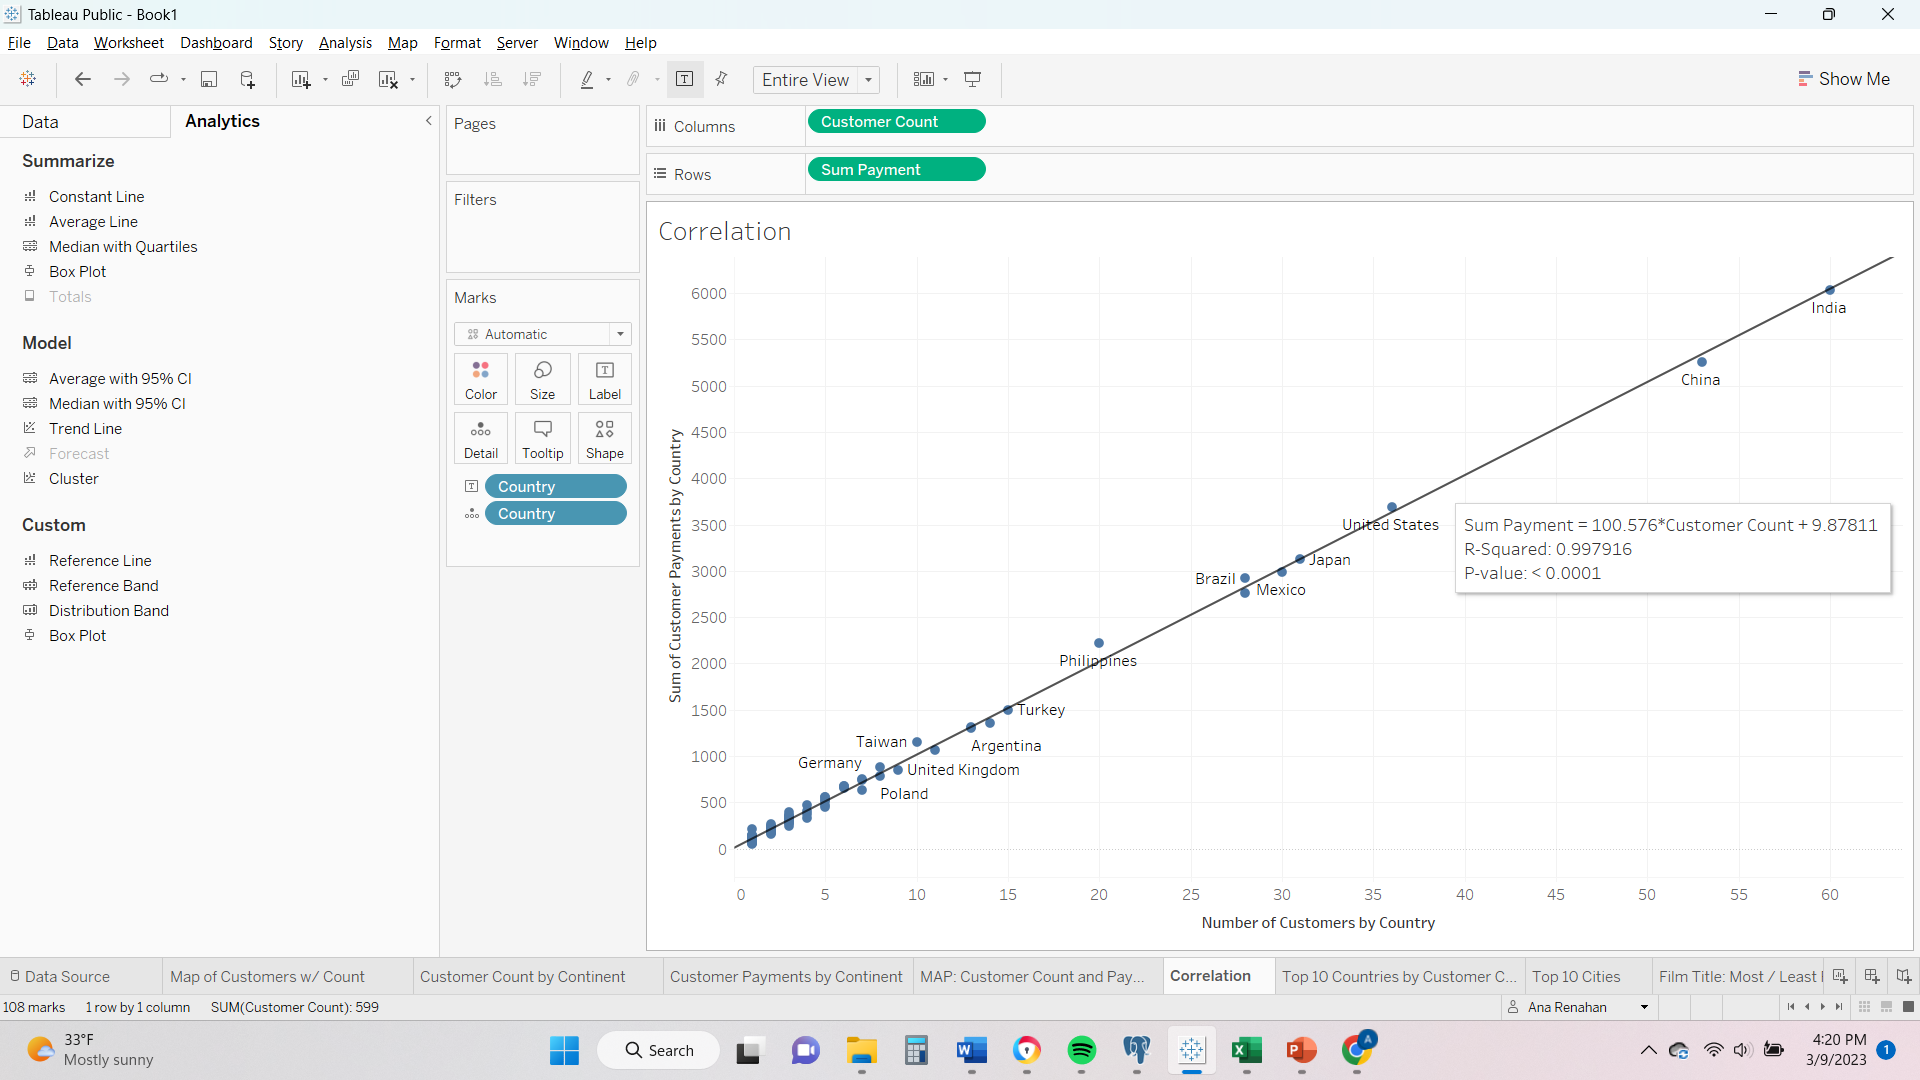 Tableau Public - Book1
File Data Worksheet Dashboard Story Analysis Map Format Server Window Help
Entire View
Show Me
Data
Analytics
Summarize
Constant Line
Average Line
Median with Quartiles
Box Plot
Totals
Model
Average with 95% CI
Median with 95% CI
Trend Line
Forecast
Cluster
Custom
Reference Line
Reference Band
Distribution Band
Box Plot
Pages
Filters
Marks
Automatic
Color Size Label
Detail Tooltip Shape
Country
Country
Columns Customer Count
Rows Sum Payment
Correlation
Sum of Customer Payments by Country
6000
5500
5000
4500
4000
3500
3000
2500
2000
1500
1000
500
0
India
China
United States
Japan
Brazil
Mexico
Philippines
Turkey
Taiwan
Argentina
Germany
United Kingdom
Poland
Sum Payment = 100.576*Customer Count + 9.87811
R-Squared: 0.997916
P-value: < 0.0001
0 5 10 15 20 25 30 35 40 45 50 55 60
Number of Customers by Country
Data Source Map of Customers w/ Count Customer Count by Continent Customer Payments by Continent MAP: Customer Count and Pay... Correlation Top 10 Countries by Customer C... Top 10 Cities Film Title: Most / Least
108 marks 1 row by 1 column SUM(Customer Count): 599
Ana Renahan
33°F
Mostly sunny
Search
A
4:20 PM
3/9/2023
1